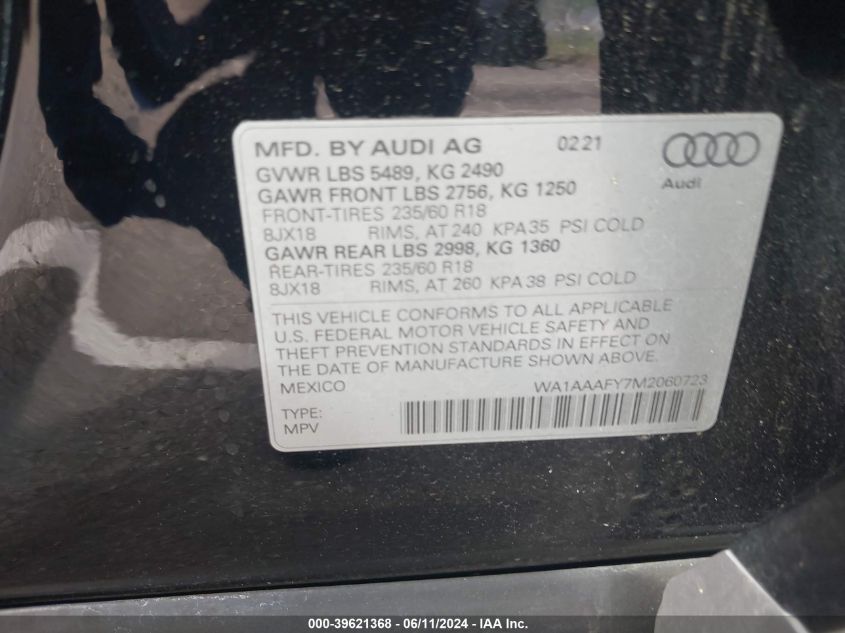 MFD. BY AUDI AG 02 21
GVWR LBS 5489, KG 2490
GAWR FRONT LBS 2756, KG 1250
FRONT-TIRES 235/60 R18
8JX18 RIMS, AT 240 KPA 35 PSI COLD
GAWR REAR LBS 2998, KG 1360
REAR-TIRES 235/60 R18
8JX18 RIMS, AT 260 KPA 38 PSI COLD
Audi
THIS VEHICLE CONFORMS TO ALL APPLICABLE
U.S. FEDERAL MOTOR VEHICLE SAFETY AND
THEFT PREVENTION STANDARDS IN EFFECT ON
THE DATE OF MANUFACTURE SHOWN ABOVE.
MEXICO WA1AAAFY7M2060723
TYPE:
MPV
000-39621368 - 06/11/2024 - IAA Inc.